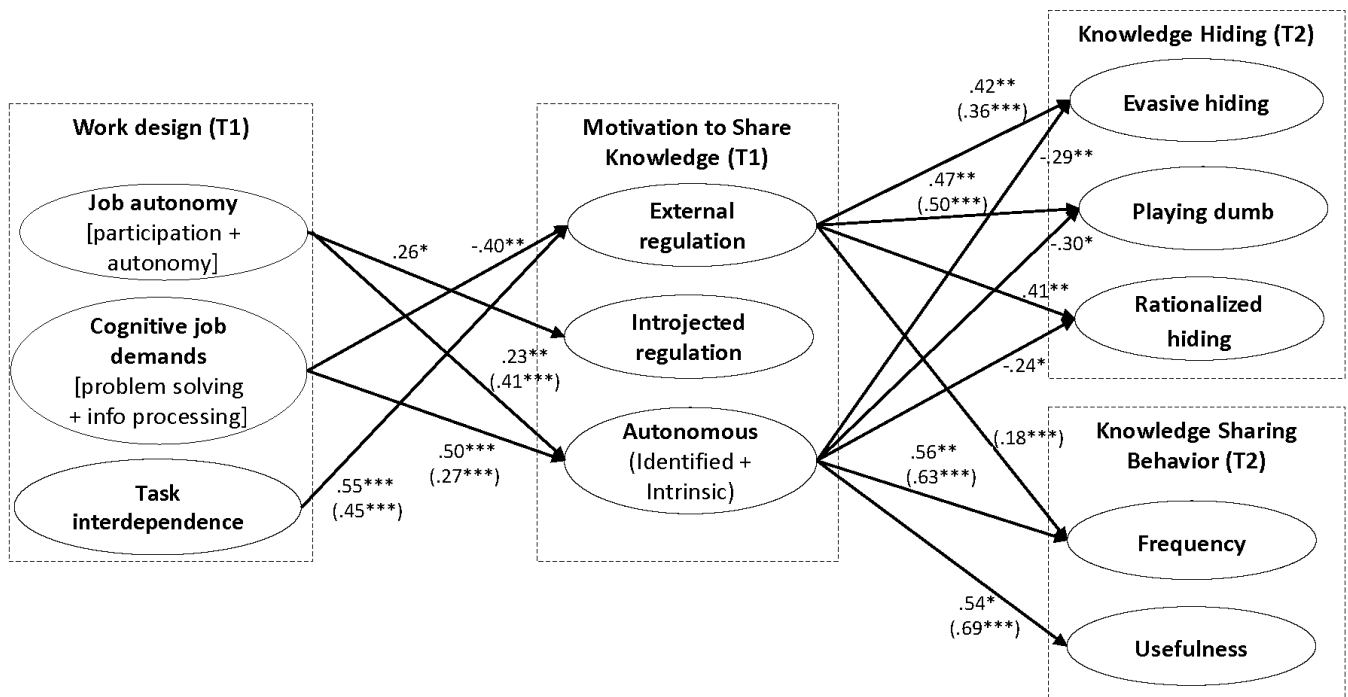 Work design (T1)
Job autonomy
[participation +
autonomy]
Cognitive job
demands
[problem solving
+ info processing]
Task
interdependence
.26*
-.40**
.23**
(.41***)
.50***
(.27***)
.55***
(.45***)
Motivation to Share
Knowledge (T1)
External
regulation
Introjected
regulation
Autonomous
(Identified +
Intrinsic)
.42**
(.36***)
-.29**
.47**
(.50***)
-.30*
.41**
-.24*
(.18***)
.56**
(.63***)
.54*
(.69***)
Knowledge Hiding (T2)
Evasive hiding
Playing dumb
Rationalized
hiding
Knowledge Sharing
Behavior (T2)
Frequency
Usefulness